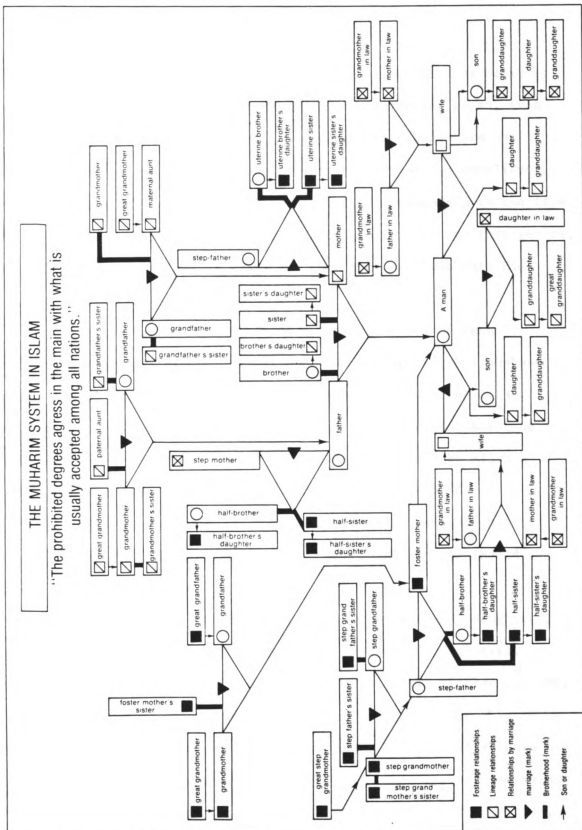 THE MUHARIM SYSTEM IN ISLAM
"The prohibited degrees agress in the main with what is
usually accepted among all nations."
grandmother
great grandmother
maternal aunt
grandfather's sister
grandfather
grandfather
grandfather's sister
paternal aunt
great grandmother
grandmother
grandmother's sister
step-father
uterine brother
uterine brother's
daughter
uterine sister
uterine sister's
daughter
mother
sister's daughter
sister
brother's daughter
brother
father
step mother
half-brother
half-brother's
daughter
half-sister
half-sister's
daughter
great grandfather
grandfather
foster mother's
sister
great grandmother
grandmother
foster mother
grandmother
in law
mother in law
grandmother
in law
father in law
wife
A man
son
granddaughter
daughter
granddaughter
daughter
granddaughter
daughter in law
son
granddaughter
great
granddaughter
daughter
granddaughter
wife
grandmother
in law
father in law
mother in law
grandmother
in law
step grand
father's sister
step grandfather
step father's sister
great step
grandmother
step grandmother
step grand
mother's sister
step-father
half-brother
half-brother's
daughter
half-sister
half-sister's
daughter
Fosterage relationships
Lineage relationships
Relationships by marriage
marriage (mark)
Brotherhood (mark)
Son or daughter